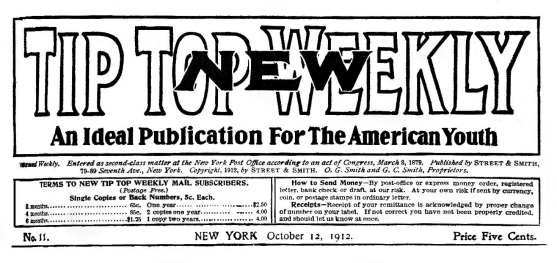 NEW
TIP TOP WEEKLY
An Ideal Publication For The American Youth
Issued Weekly. Entered as second-class matter at the New York Post Office according to an act of Congress, March 3, 1879. Published by STREET & SMITH,
79-89 Seventh Ave., New York. Copyright, 1912, by STREET & SMITH. O. G. Smith and G. C. Smith, Proprietors.
TERMS TO NEW TIP TOP WEEKLY MAIL SUBSCRIBERS.
(Postage Free.)
Single Copies or Back Numbers, 5c. Each.
3 months........ 65c. One year........ $2.50
4 months........ 85c. 2 copies one year........ 4.00
6 months........ $1.25 1 copy two years........ 4.00
How to Send Money—By post-office or express money order, registered
letter, bank check or draft, at our risk. At your own risk if sent by currency,
coin, or postage stamps in ordinary letter.
Receipts—Receipt of your remittance is acknowledged by proper change
of number on your label. If not correct you have not been properly credited,
and should let us know at once.
No. 11. NEW YORK October 12, 1912. Price Five Cents.